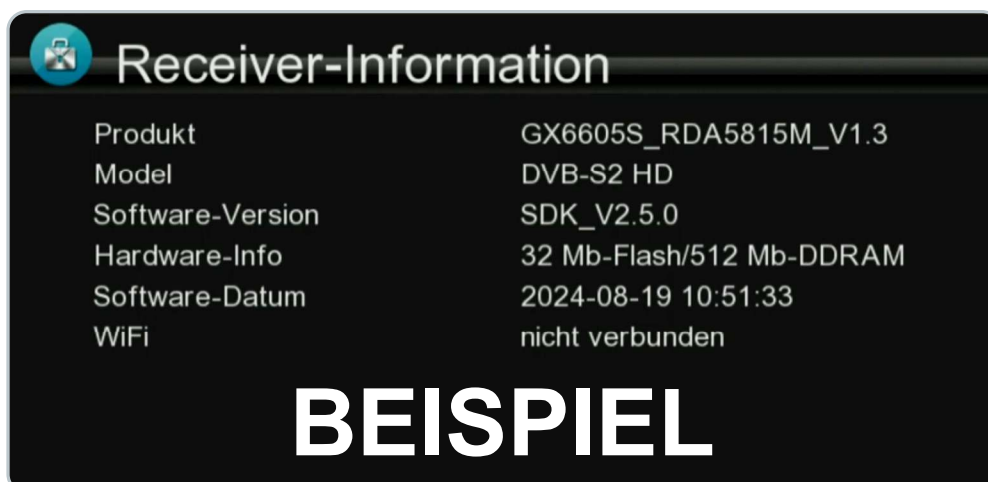 Receiver-Information
Produkt GX6605S_RDA5815M_V1.3
Model DVB-S2 HD
Software-Version SDK_V2.5.0
Hardware-Info 32 Mb-Flash/512 Mb-DDRAM
Software-Datum 2024-08-19 10:51:33
WiFi nicht verbunden
BEISPIEL